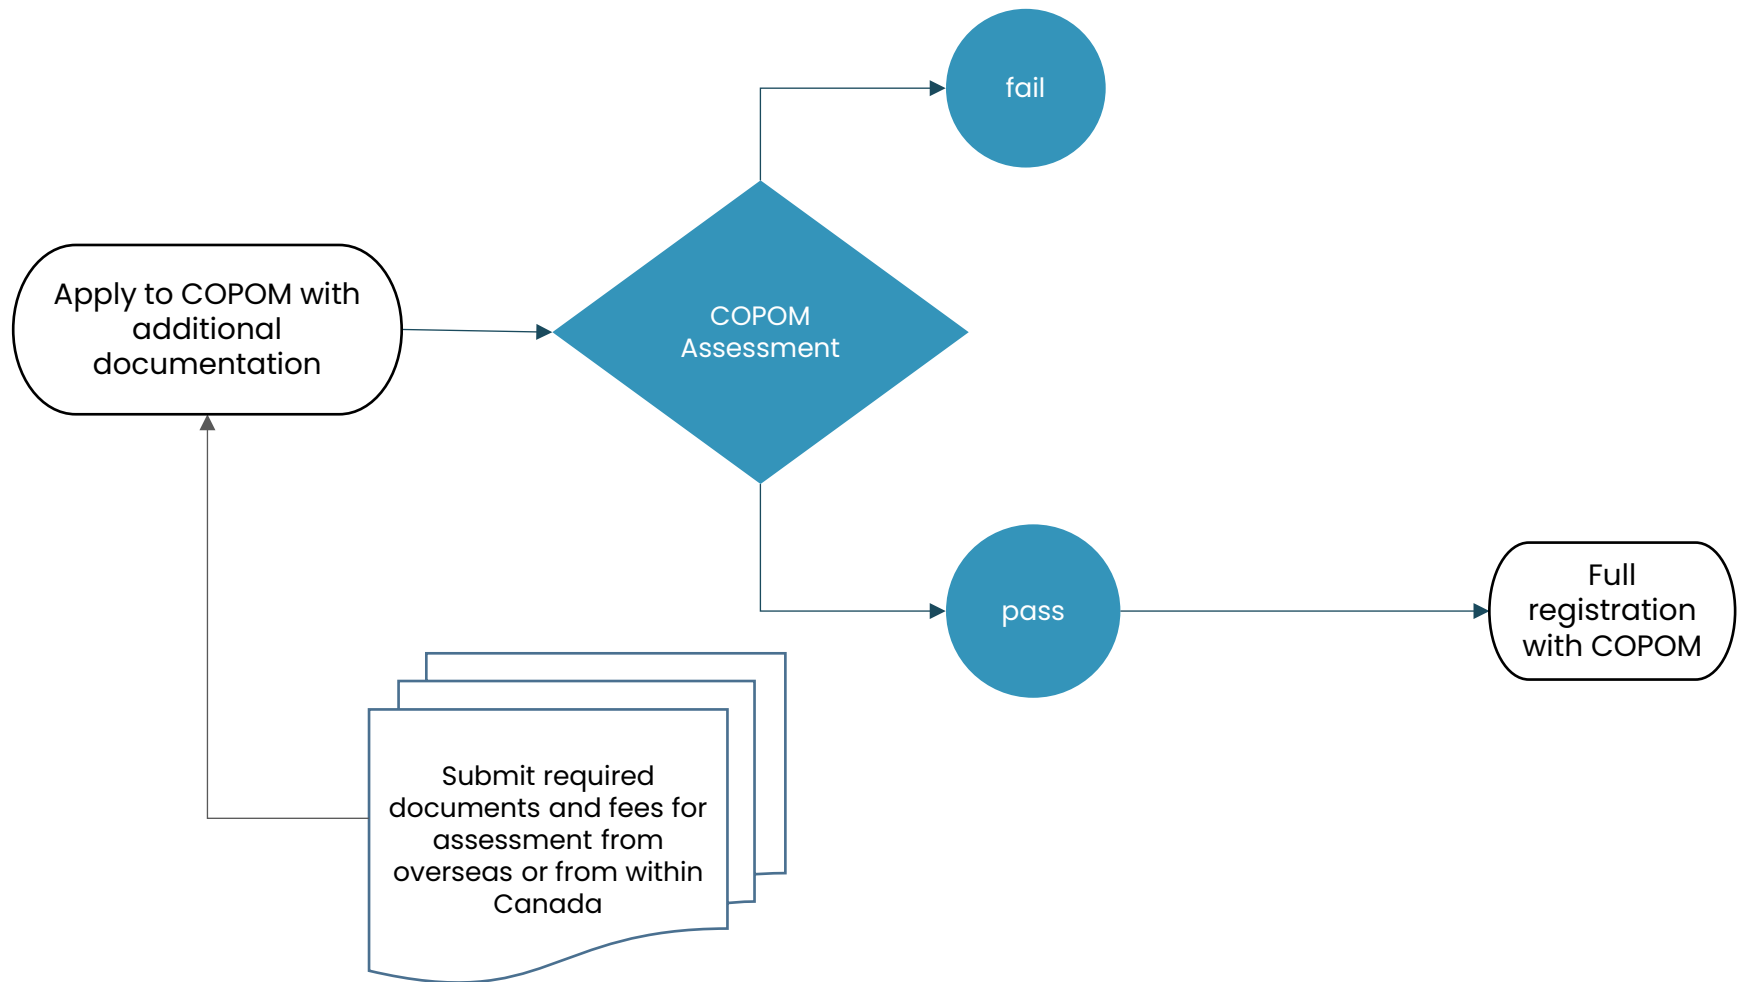 fail
Apply to COPOM with
additional
documentation
COPOM
Assessment
pass
Full
registration
with COPOM
Submit required
documents and fees for
assessment from
overseas or from within
Canada